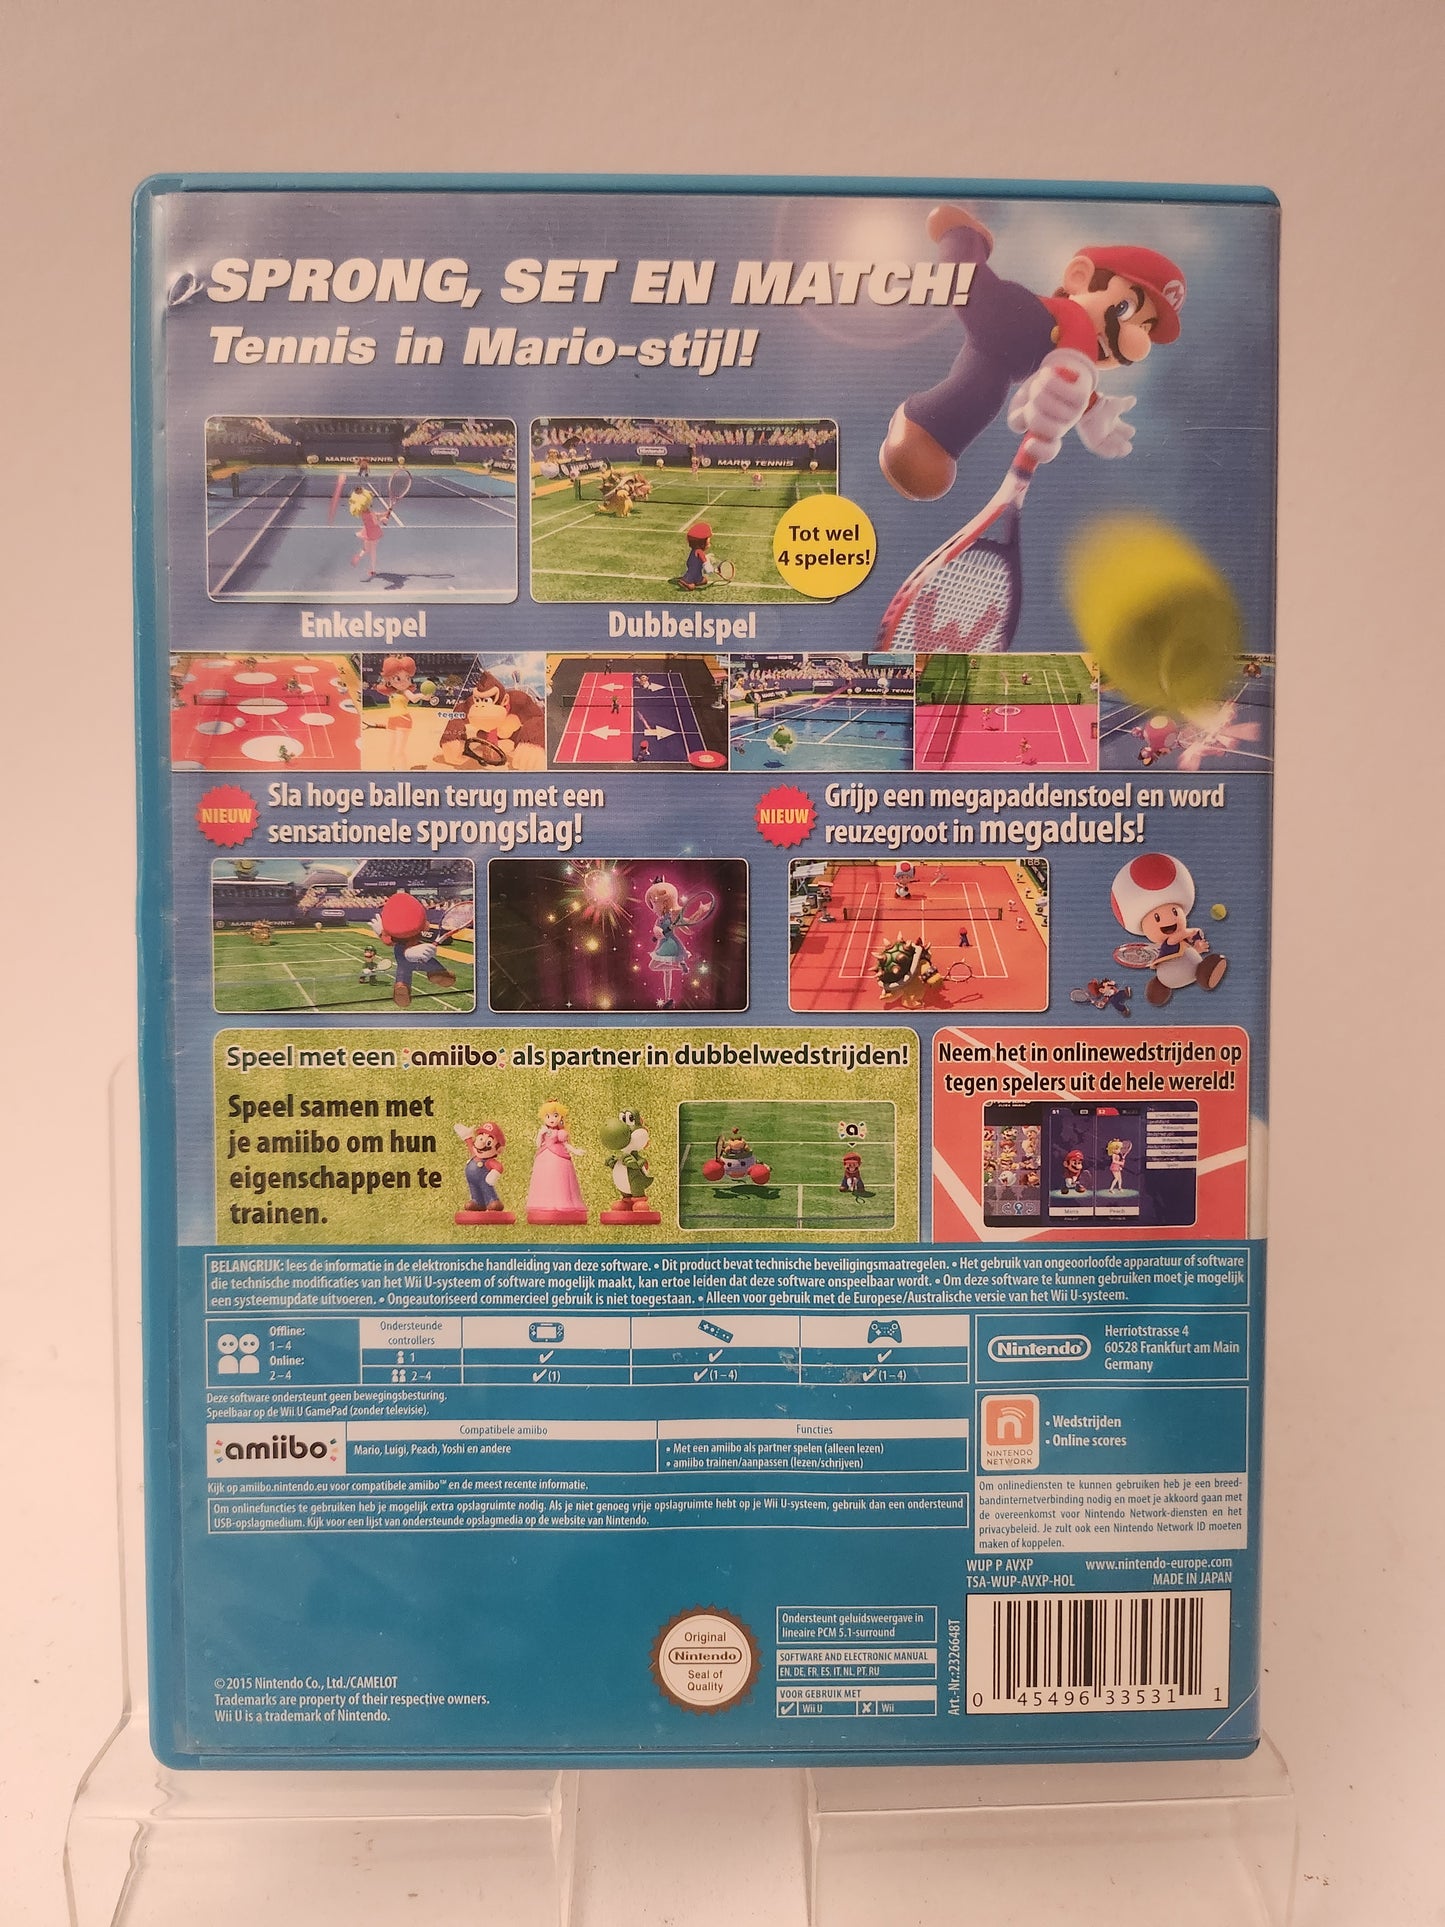 SPRONG, SET EN MATCH!
Tennis in Mario-stijl!
MARIO TENNIS
MARIO TENNIS
Tot wel
4 spelers!
Enkelspel
Dubbelspel
tegen
NIEUW
Sla hoge ballen terug met een
sensationele sprongslag!
NIEUW
Grijp een megapaddenstoel en word
reuzegroot in megaduels!
Speel met een amiibo als partner in dubbelwedstrijden!
Speel samen met
je amiibo om hun
eigenschappen te
trainen.
Neem het in onlinewedstrijden op
tegen spelers uit de hele wereld!
BELANGRIJK: lees de informatie in de elektronische handleiding van deze software. • Dit product bevat technische beveiligingsmaatregelen. • Het gebruik van ongeoorloofde apparatuur of software
die technische modificaties van het Wii U-systeem of software mogelijk maakt, kan ertoe leiden dat deze software onspeelbaar wordt. • Om deze software te kunnen gebruiken moet je mogelijk
een systeemupdate uitvoeren. • Ongeautoriseerd commercieel gebruik is niet toegestaan. • Alleen voor gebruik met de Europese/Australische versie van het Wii U-systeem.
Offline:
1–4
Online:
2–4
Ondersteunde
controllers
1 ✓ ✓ ✓
2–4 ✓(1) ✓(1–4) ✓(1–4)
Deze software ondersteunt geen bewegingsbesturing.
Speelbaar op de Wii U GamePad (zonder televisie).
Nintendo
Herriotstrasse 4
60528 Frankfurt am Main
Germany
amiibo
Compatibele amiibo
Mario, Luigi, Peach, Yoshi en andere
Functies
• Met een amiibo als partner spelen (alleen lezen)
• amiibo trainen/aanpassen (lezen/schrijven)
Kijk op amiibo.nintendo.eu voor compatibele amiibo™ en de meest recente informatie.
Om onlinefuncties te gebruiken heb je mogelijk extra opslagruimte nodig. Als je niet genoeg vrije opslagruimte hebt op je Wii U-systeem, gebruik dan een ondersteund
USB-opslagmedium. Kijk voor een lijst van ondersteunde opslagmedia op de website van Nintendo.
NINTENDO
NETWORK
• Wedstrijden
• Online scores
Om onlinediensten te kunnen gebruiken heb je een breed-
bandinternetverbinding nodig en moet je akkoord gaan met
de overeenkomst voor Nintendo Network-diensten en het
privacybeleid. Je zult ook een Nintendo Network ID moeten
maken of koppelen.
WUP P AVXP
www.nintendo-europe.com
TSA-WUP-AVXP-HOL
MADE IN JAPAN
Original
Nintendo
Seal of
Quality
Ondersteunt geluidsweergave in
lineaire PCM 5.1-surround
SOFTWARE AND ELECTRONIC MANUAL
EN, DE, FR, ES, IT, NL, PT, RU
VOOR GEBRUIK MET
✓ Wii U ✗ Wii
Art.-Nr.:2326648T
0 45496 33531 1
©2015 Nintendo Co., Ltd./CAMELOT
Trademarks are property of their respective owners.
Wii U is a trademark of Nintendo.